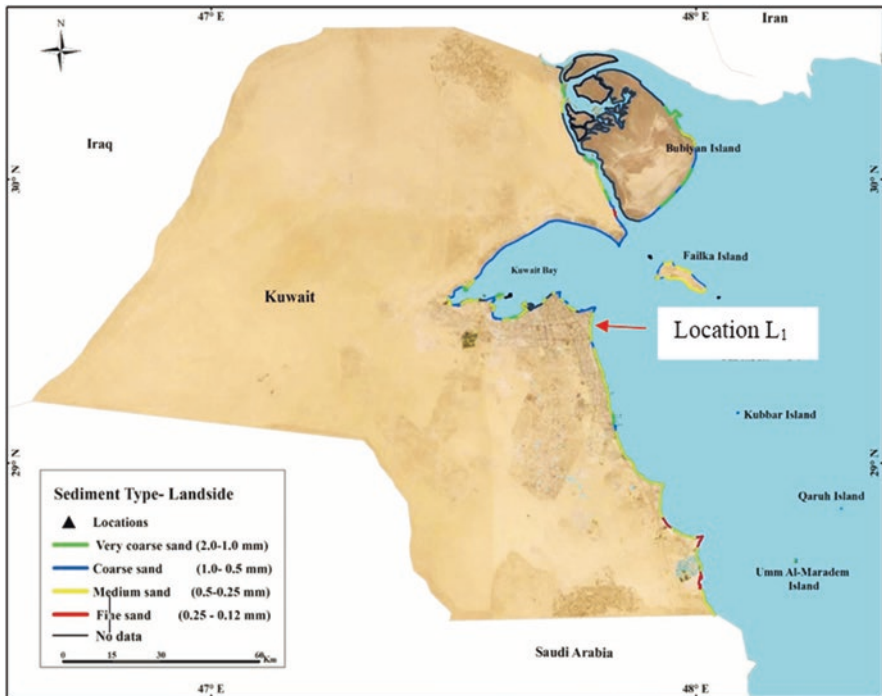 47°E
48°E
N
Iran
Iraq
Bubiyan Island
30°N
30°N
Failka Island
Kuwait Bay
Kuwait
Location L1
Kubbar Island
29°N
29°N
Sediment Type- Landside
Locations
Very coarse sand (2.0-1.0 mm)
Coarse sand (1.0- 0.5 mm)
Medium sand (0.5-0.25 mm)
Fine sand (0.25 - 0.12 mm)
No data
0 15 30 60
Km
Qaruh Island
Umm Al-Maradem
Island
Saudi Arabia
47°E
48°E